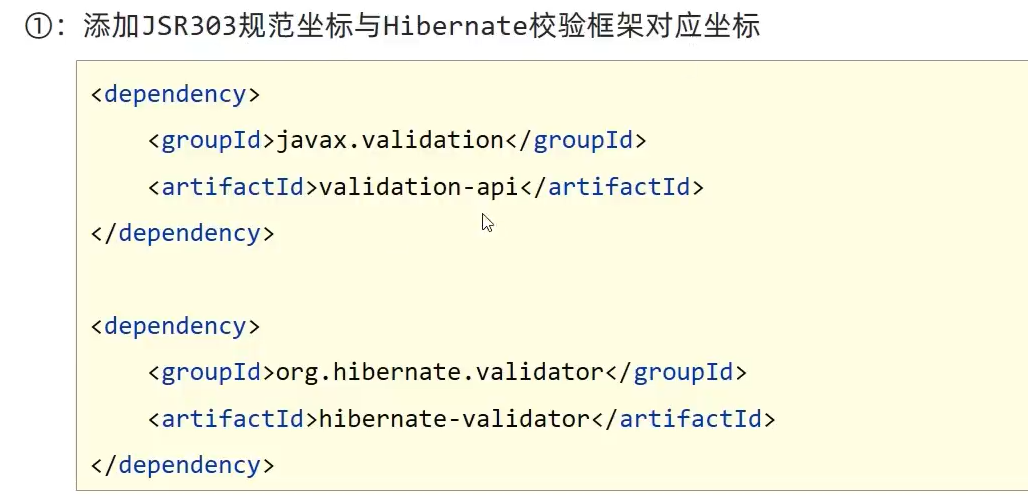 ①：添加JSR303规范坐标与Hibernate校验框架对应坐标
<dependency>
    <groupId>javax.validation</groupId>
    <artifactId>validation-api</artifactId>
</dependency>
<dependency>
    <groupId>org.hibernate.validator</groupId>
    <artifactId>hibernate-validator</artifactId>
</dependency>